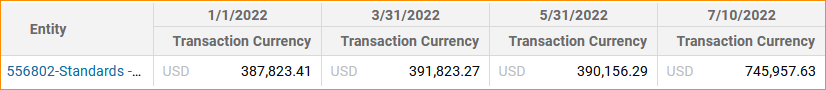 Entity 1/1/2022 3/31/2022 5/31/2022 7/10/2022
Transaction Currency Transaction Currency Transaction Currency Transaction Currency
556802-Standards -... USD 387,823.41 USD 391,823.27 USD 390,156.29 USD 745,957.63